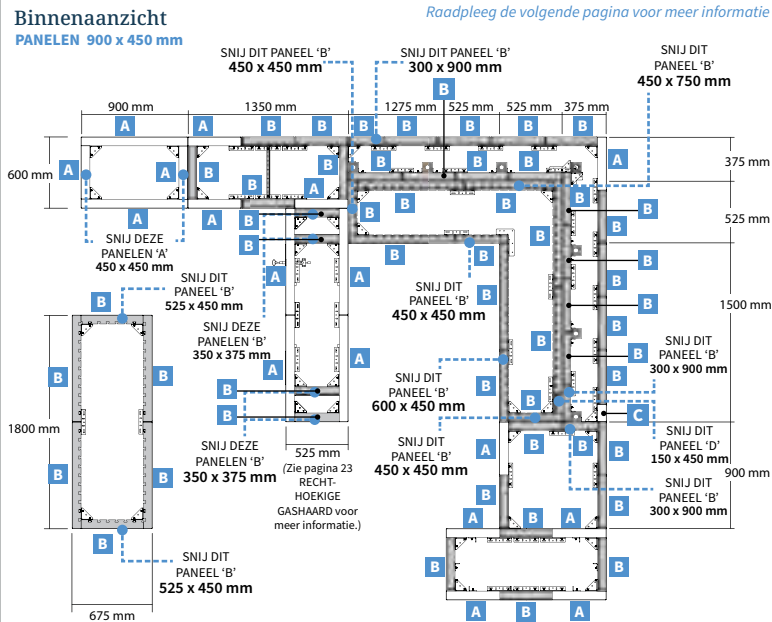 Binnenaanzicht
Raadpleeg de volgende pagina voor meer informatie
PANELEN 900 x 450 mm
SNIJ DIT PANEEL ‘B’
450 x 450 mm
SNIJ DIT PANEEL ‘B’
300 x 900 mm
SNIJ DIT
PANEEL ‘B’
450 x 750 mm
B
900 mm
1350 mm
1275 mm
525 mm
525 mm
375 mm
A
A
B
B
B
B
B
B
B
600 mm
A
A
B
B
B
A
B
B
B
B
A
375 mm
A
A
B
B
B
B
B
B
B
B
525 mm
SNIJ DEZE
PANELEN ‘A’
450 x 450 mm
B
B
B
B
B
SNIJ DIT
PANEEL ‘B’
525 x 450 mm
A
A
SNIJ DIT
PANEEL ‘B’
450 x 450 mm
B
B
B
B
B
1500 mm
B
SNIJ DEZE
PANELEN ‘B’
350 x 375 mm
B
B
B
SNIJ DIT
PANEEL ‘B’
300 x 900 mm
B
B
A
A
SNIJ DIT
PANEEL ‘B’
600 x 450 mm
B
B
B
B
B
C
1800 mm
SNIJ DEZE
PANELEN ‘B’
350 x 375 mm
525 mm
(Zie pagina 23
RECHT-
HOEKIGE
GASHAARD voor
meer informatie.)
SNIJ DIT
PANEEL ‘B’
450 x 450 mm
A
B
B
B
SNIJ DIT
PANEEL ‘D’
150 x 450 mm
900 mm
B
B
B
B
SNIJ DIT
PANEEL ‘B’
300 x 900 mm
A
B
A
B
SNIJ DIT
PANEEL ‘B’
525 x 450 mm
B
B
675 mm
A
B
A